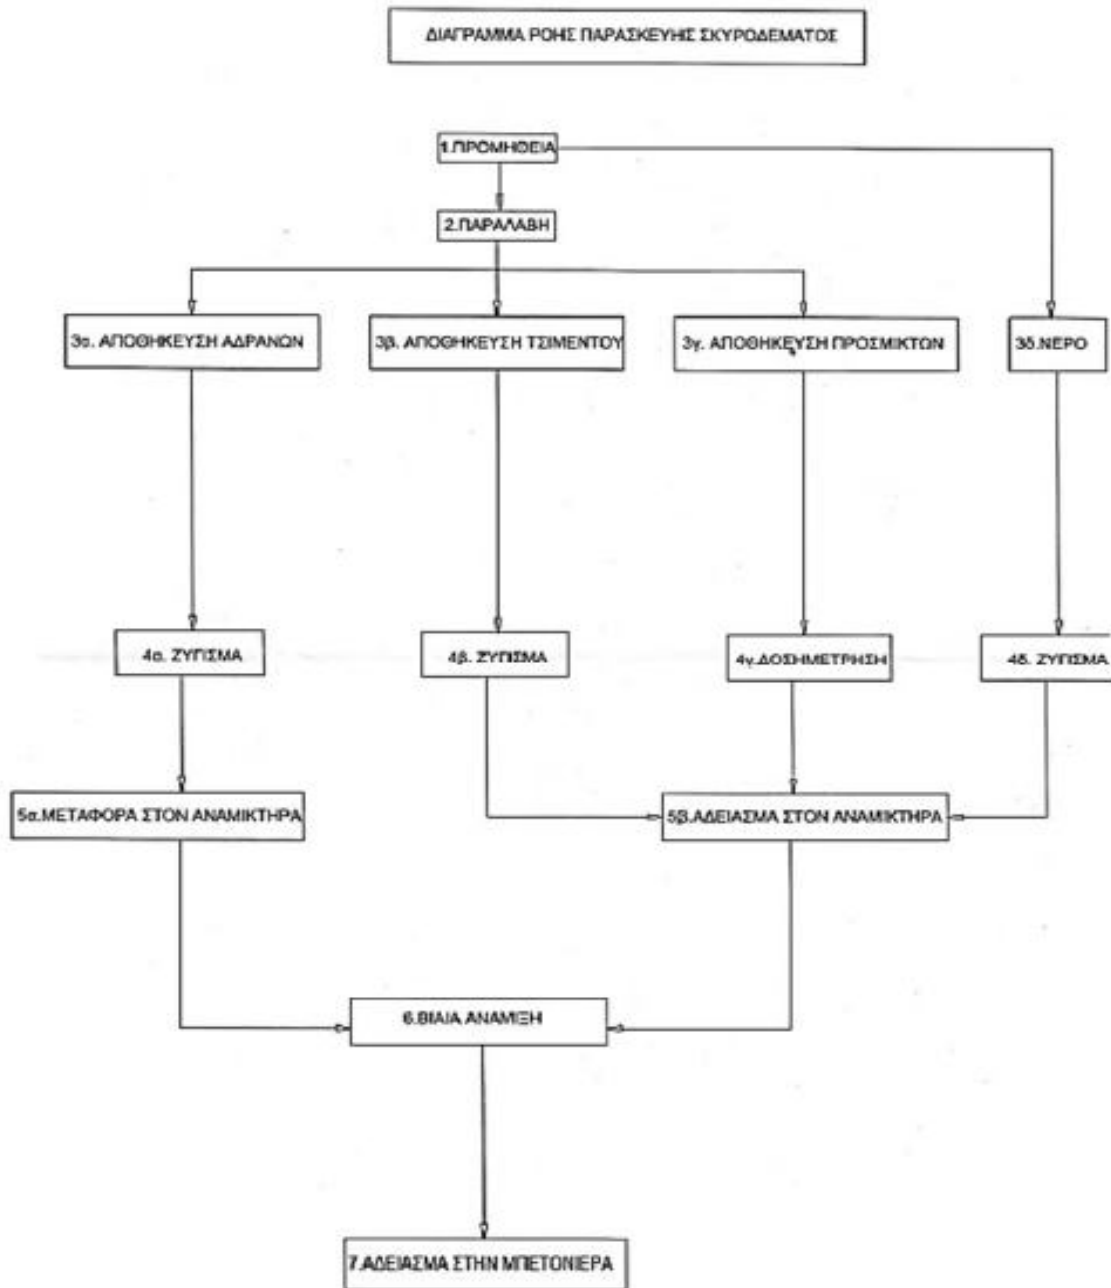 ΔΙΑΓΡΑΜΜΑ ΡΟΗΣ ΠΑΡΑΣΚΕΥΗΣ ΣΚΥΡΟΔΕΜΑΤΟΣ
1.ΠΡΟΜΗΘΕΙΑ
2.ΠΑΡΑΛΑΒΗ
3α. ΑΠΟΘΗΚΕΥΣΗ ΑΔΡΑΝΩΝ
3β. ΑΠΟΘΗΚΕΥΣΗ ΤΣΙΜΕΝΤΟΥ
3γ. ΑΠΟΘΗΚΕΥΣΗ ΠΡΟΣΜΙΚΤΩΝ
3δ.ΝΕΡΟ
4α. ΖΥΓΙΣΜΑ
4β. ΖΥΓΙΣΜΑ
4γ.ΔΟΣΗΜΕΤΡΗΣΗ
4δ. ΖΥΓΙΣΜΑ
5α.ΜΕΤΑΦΟΡΑ ΣΤΟΝ ΑΝΑΜΙΚΤΗΡΑ
5β.ΑΔΕΙΑΣΜΑ ΣΤΟΝ ΑΝΑΜΙΚΤΗΡΑ
6.ΒΙΑΙΑ ΑΝΑΜΙΞΗ
7.ΑΔΕΙΑΣΜΑ ΣΤΗΝ ΜΠΕΤΟΝΙΕΡΑ